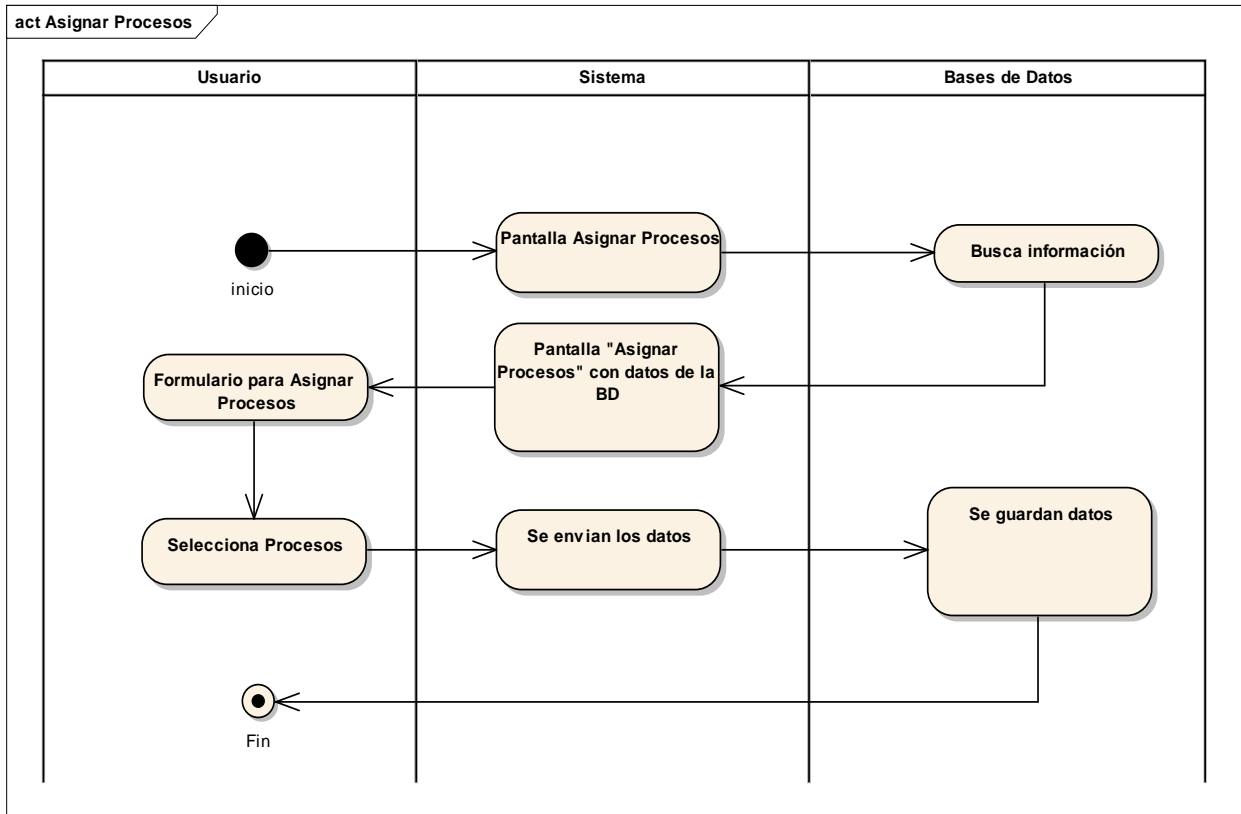 act Asignar Procesos
Usuario
Sistema
Bases de Datos
inicio
Pantalla Asignar Procesos
Busca información
Pantalla "Asignar
Procesos" con datos de la
BD
Formulario para Asignar
Procesos
Selecciona Procesos
Se envian los datos
Se guardan datos
Fin